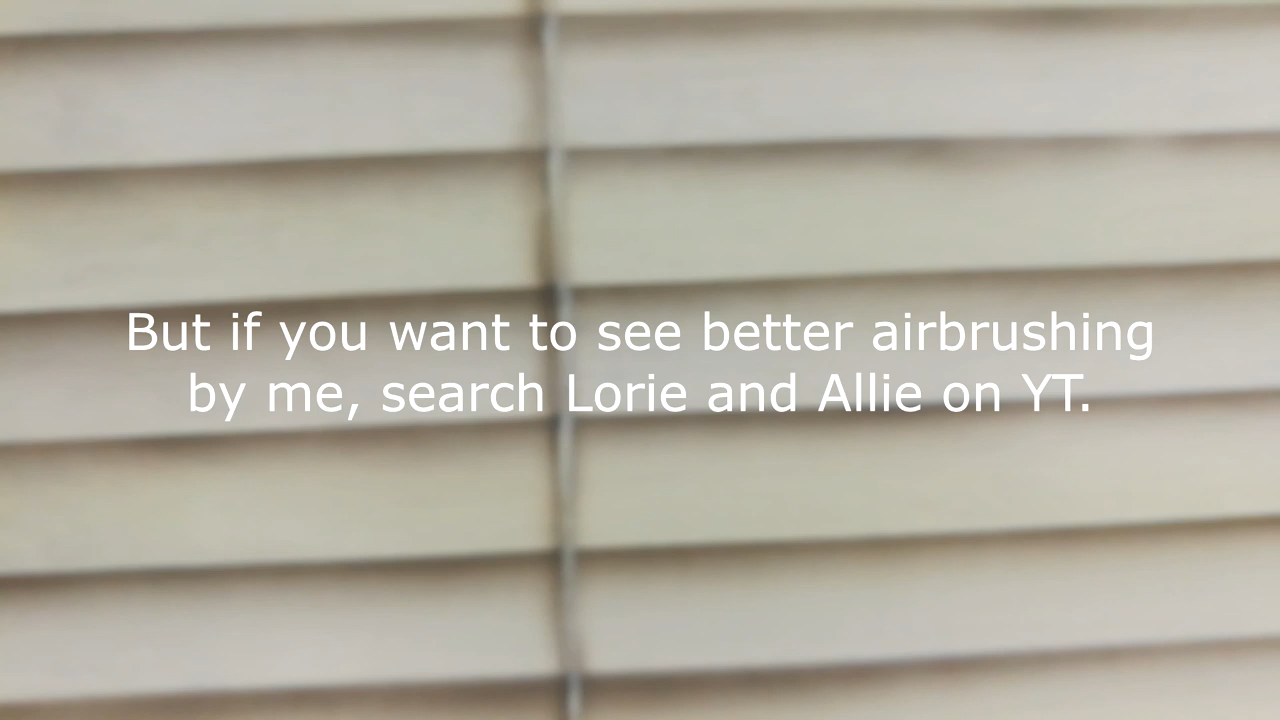 But if you want to see better airbrushing
by me, search Lorie and Allie on YT.